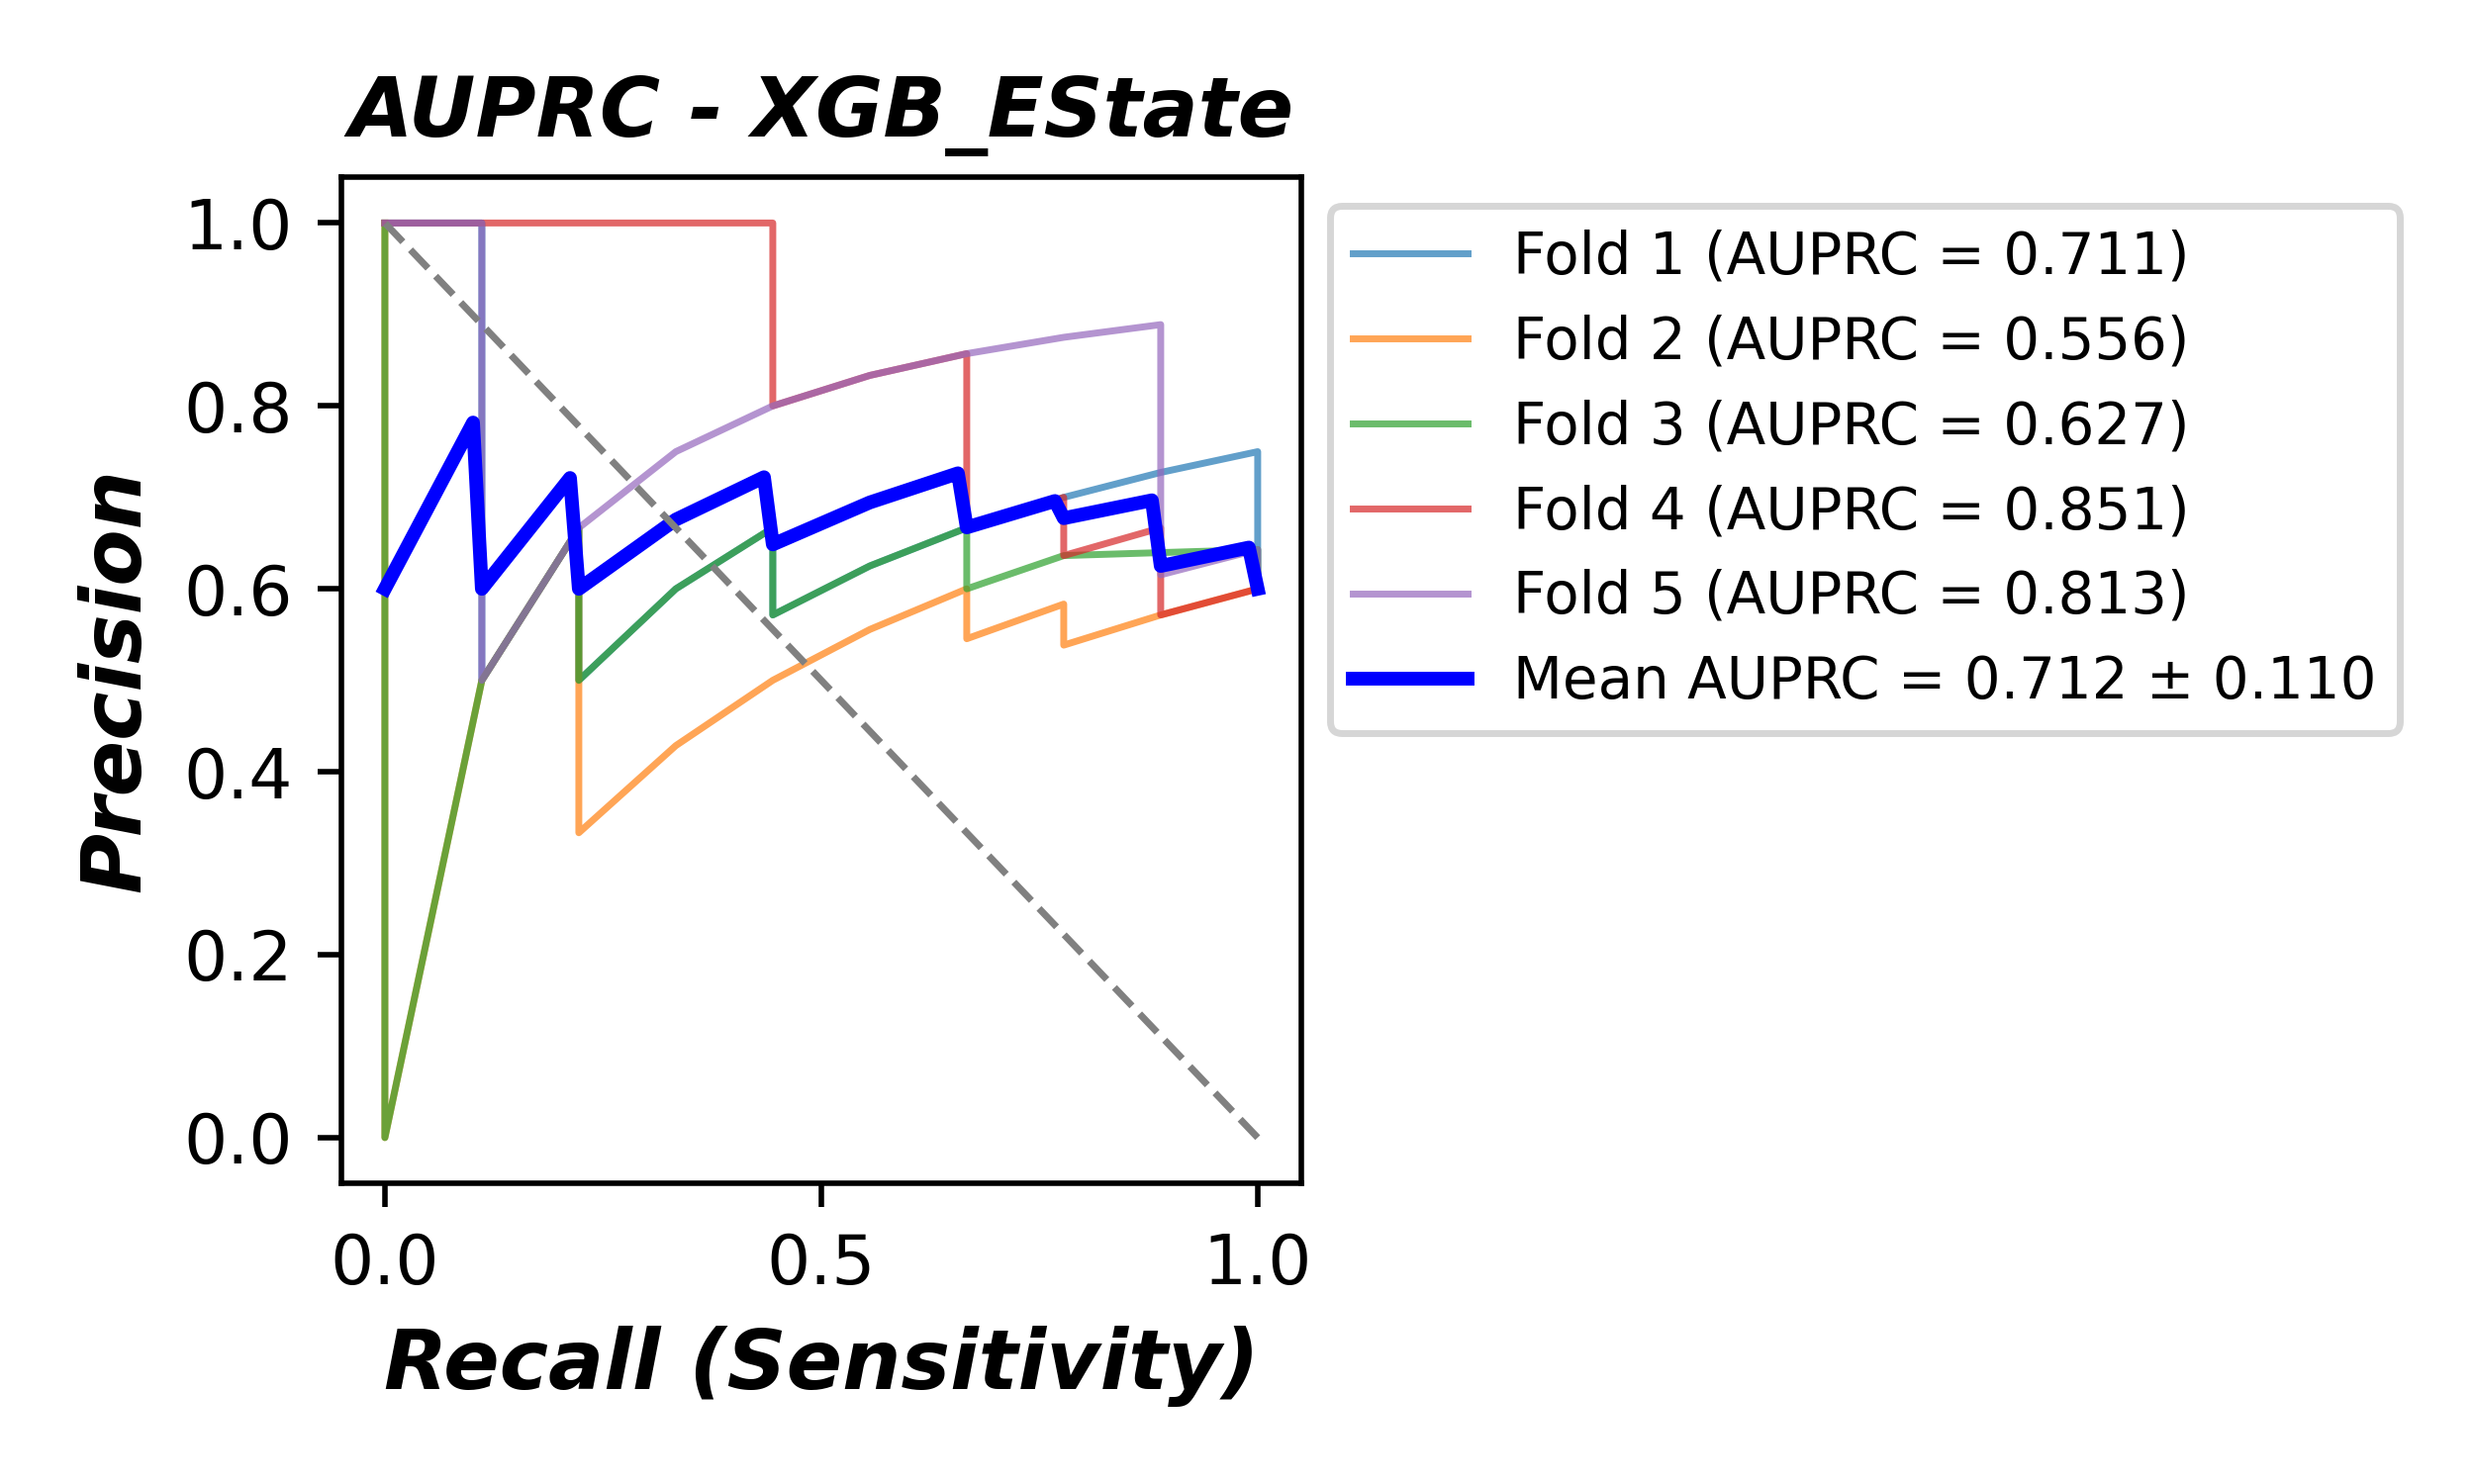 AUPRC - XGB_EState
Precision
1.0
0.8
0.6
0.4
0.2
0.0
0.0 0.5 1.0
Recall (Sensitivity)
Fold 1 (AUPRC = 0.711)
Fold 2 (AUPRC = 0.556)
Fold 3 (AUPRC = 0.627)
Fold 4 (AUPRC = 0.851)
Fold 5 (AUPRC = 0.813)
Mean AUPRC = 0.712 ± 0.110